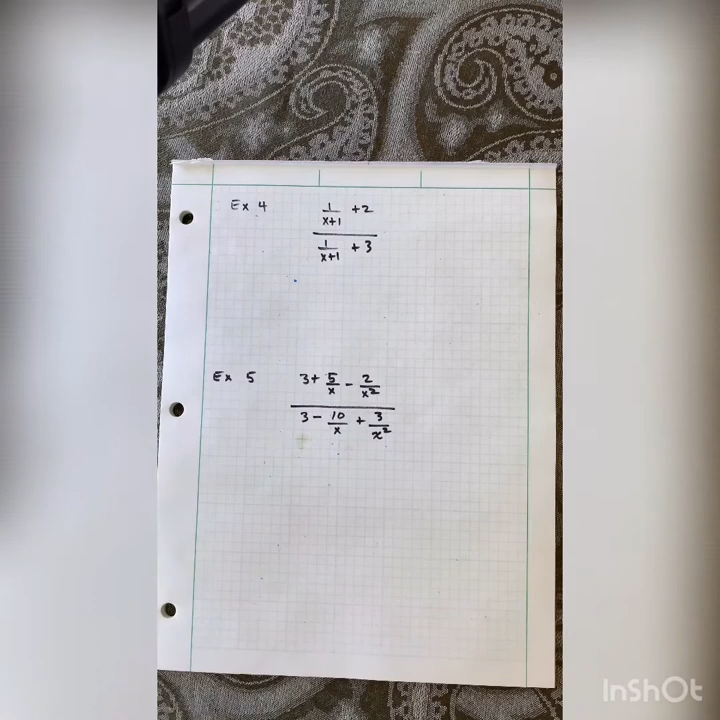 Ex 4
1/(x+1) + 2
1/(x+1) + 3
Ex 5
3 + 5/x - 2/x²
3 - 10/x + 3/x²
InShOt